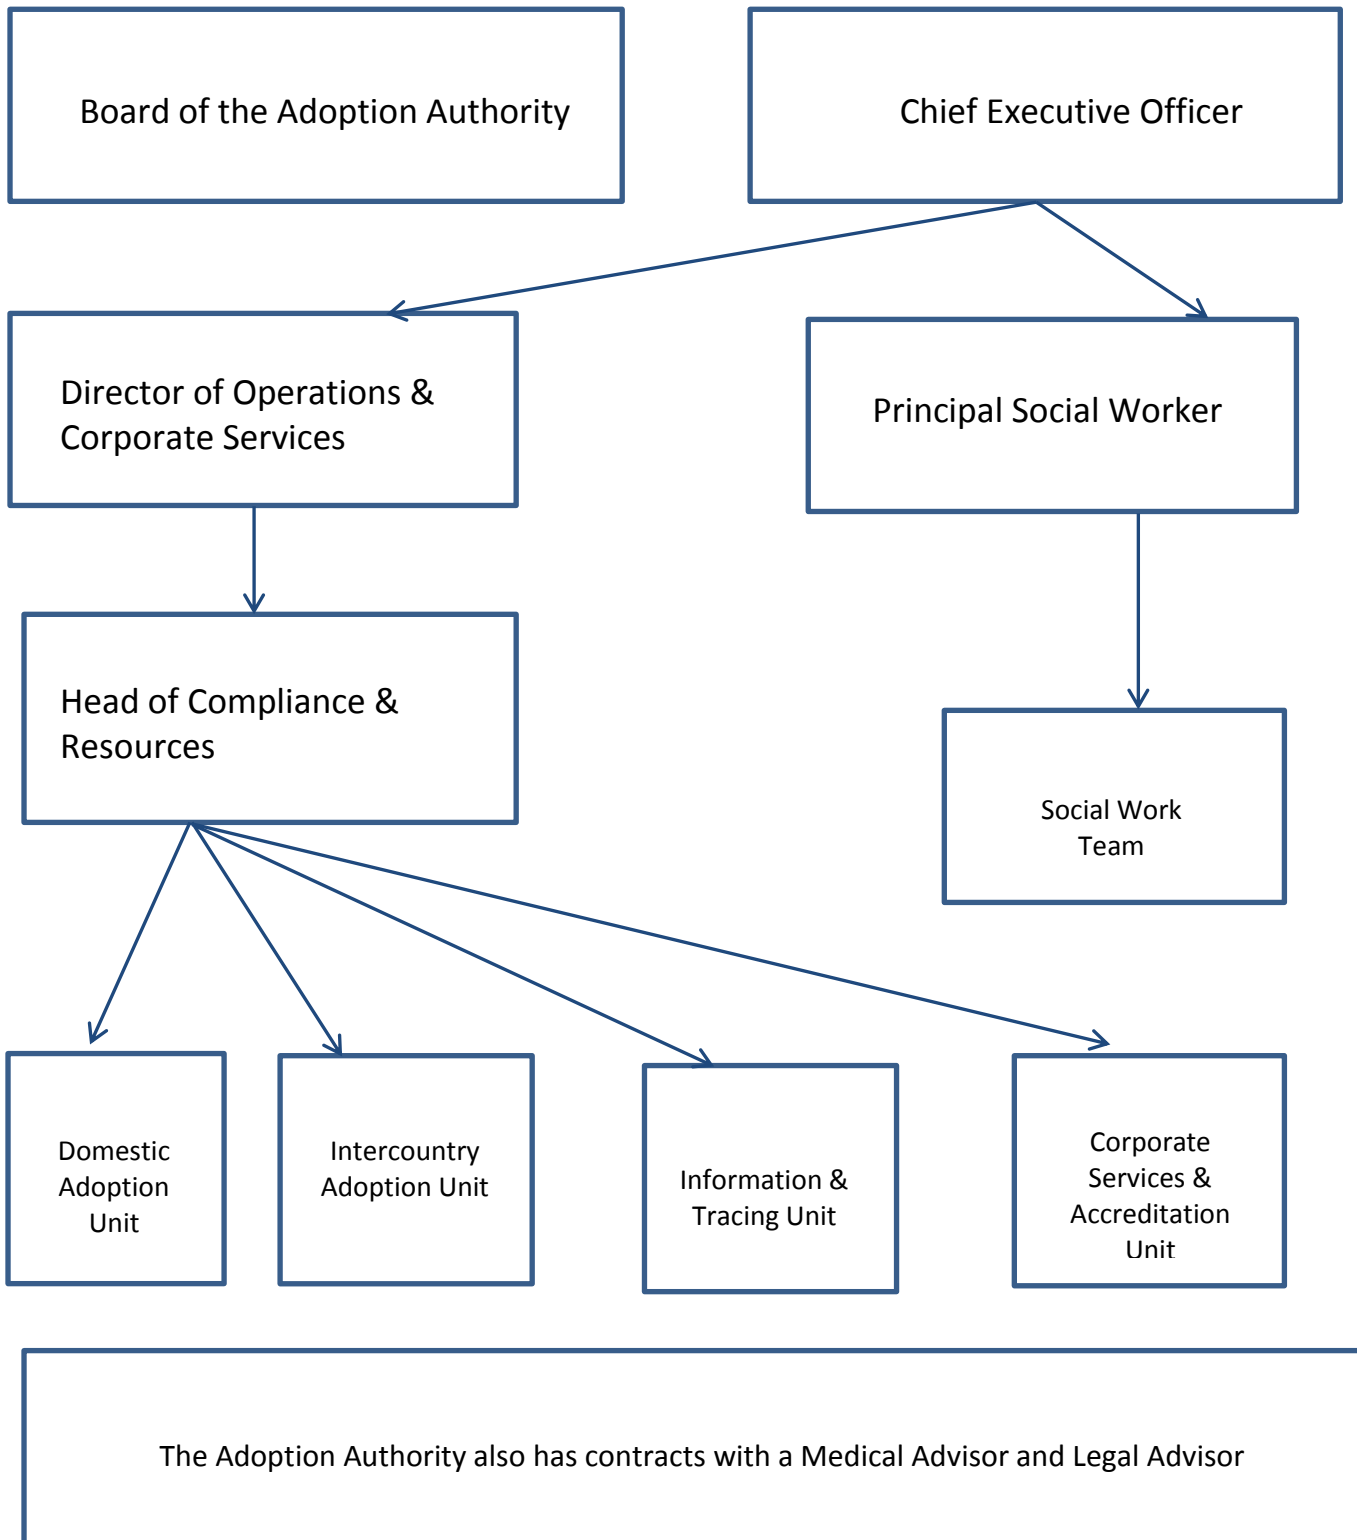 Board of the Adoption Authority
Chief Executive Officer
Director of Operations &
Corporate Services
Principal Social Worker
Head of Compliance &
Resources
Social Work
Team
Domestic
Adoption
Unit
Intercountry
Adoption Unit
Information &
Tracing Unit
Corporate
Services &
Accreditation
Unit
The Adoption Authority also has contracts with a Medical Advisor and Legal Advisor